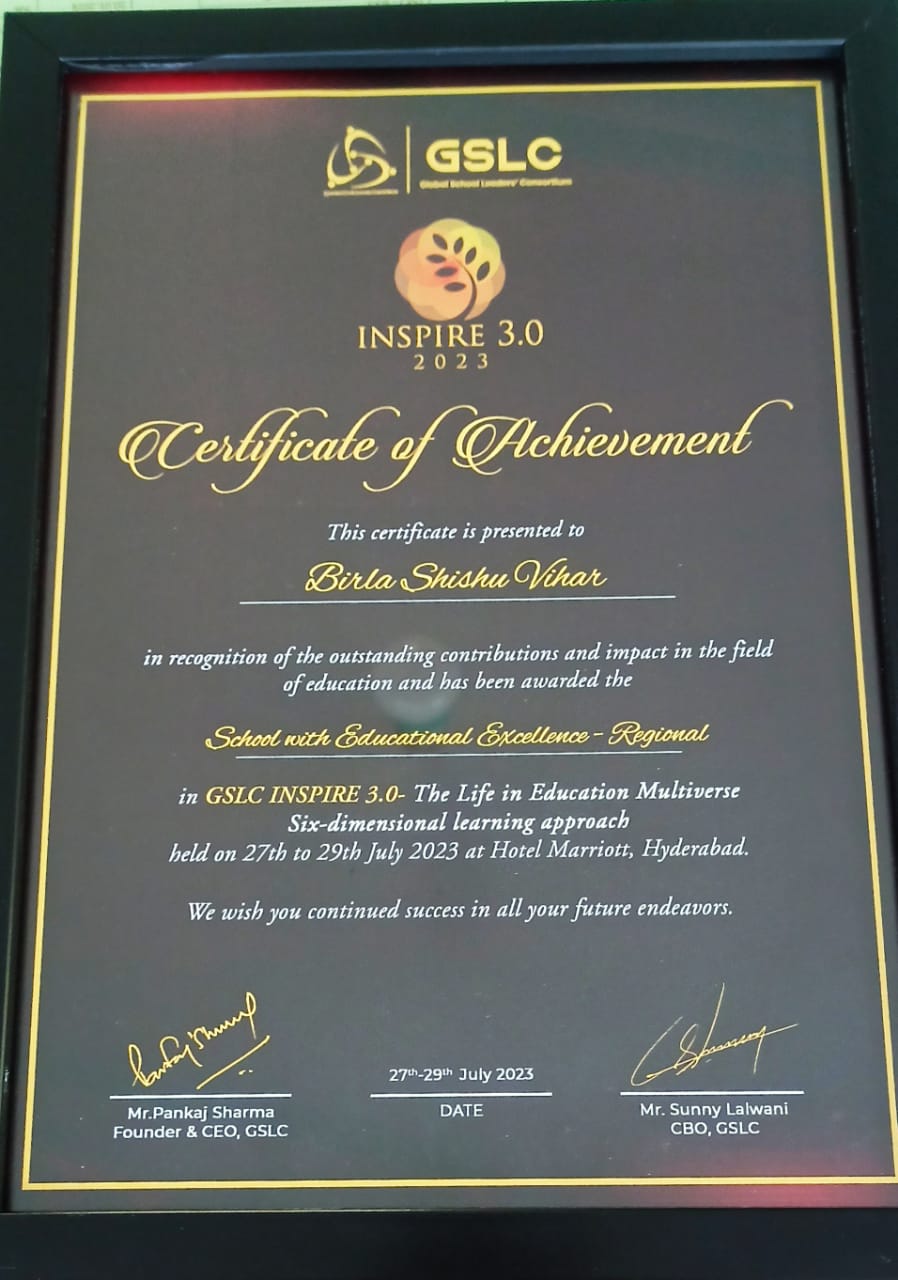 GSLC
Global School Leaders' Consortium
INSPIRE 3.0
2023
Certificate of Achievement
This certificate is presented to
Birla Shishu Vihar
in recognition of the outstanding contributions and impact in the field
of education and has been awarded the
School with Educational Excellence - Regional
in GSLC INSPIRE 3.0- The Life in Education Multiverse
Six-dimensional learning approach
held on 27th to 29th July 2023 at Hotel Marriott, Hyderabad.
We wish you continued success in all your future endeavors.
27th-29th July 2023
DATE
Mr.Pankaj Sharma
Founder & CEO, GSLC
Mr. Sunny Lalwani
CBO, GSLC